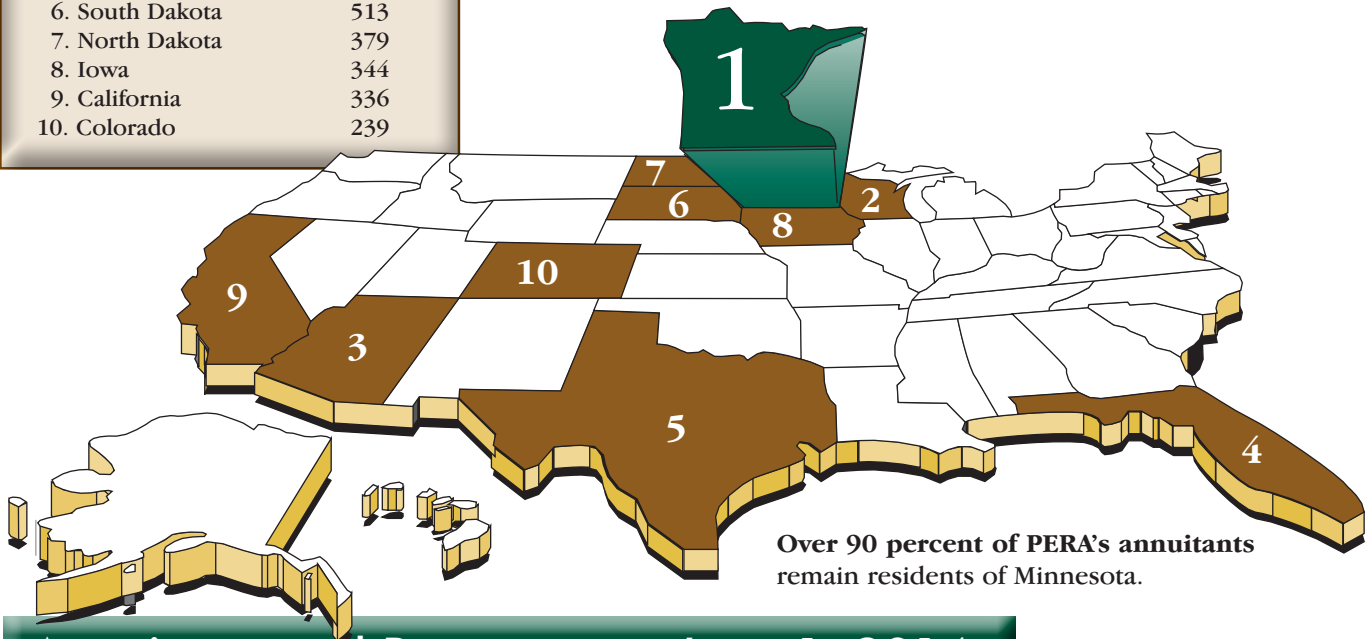 6. South Dakota 513
7. North Dakota 379
8. Iowa 344
9. California 336
10. Colorado 239
1
7
6
2
8
10
9
3
5
4
Over 90 percent of PERA's annuitants
remain residents of Minnesota.